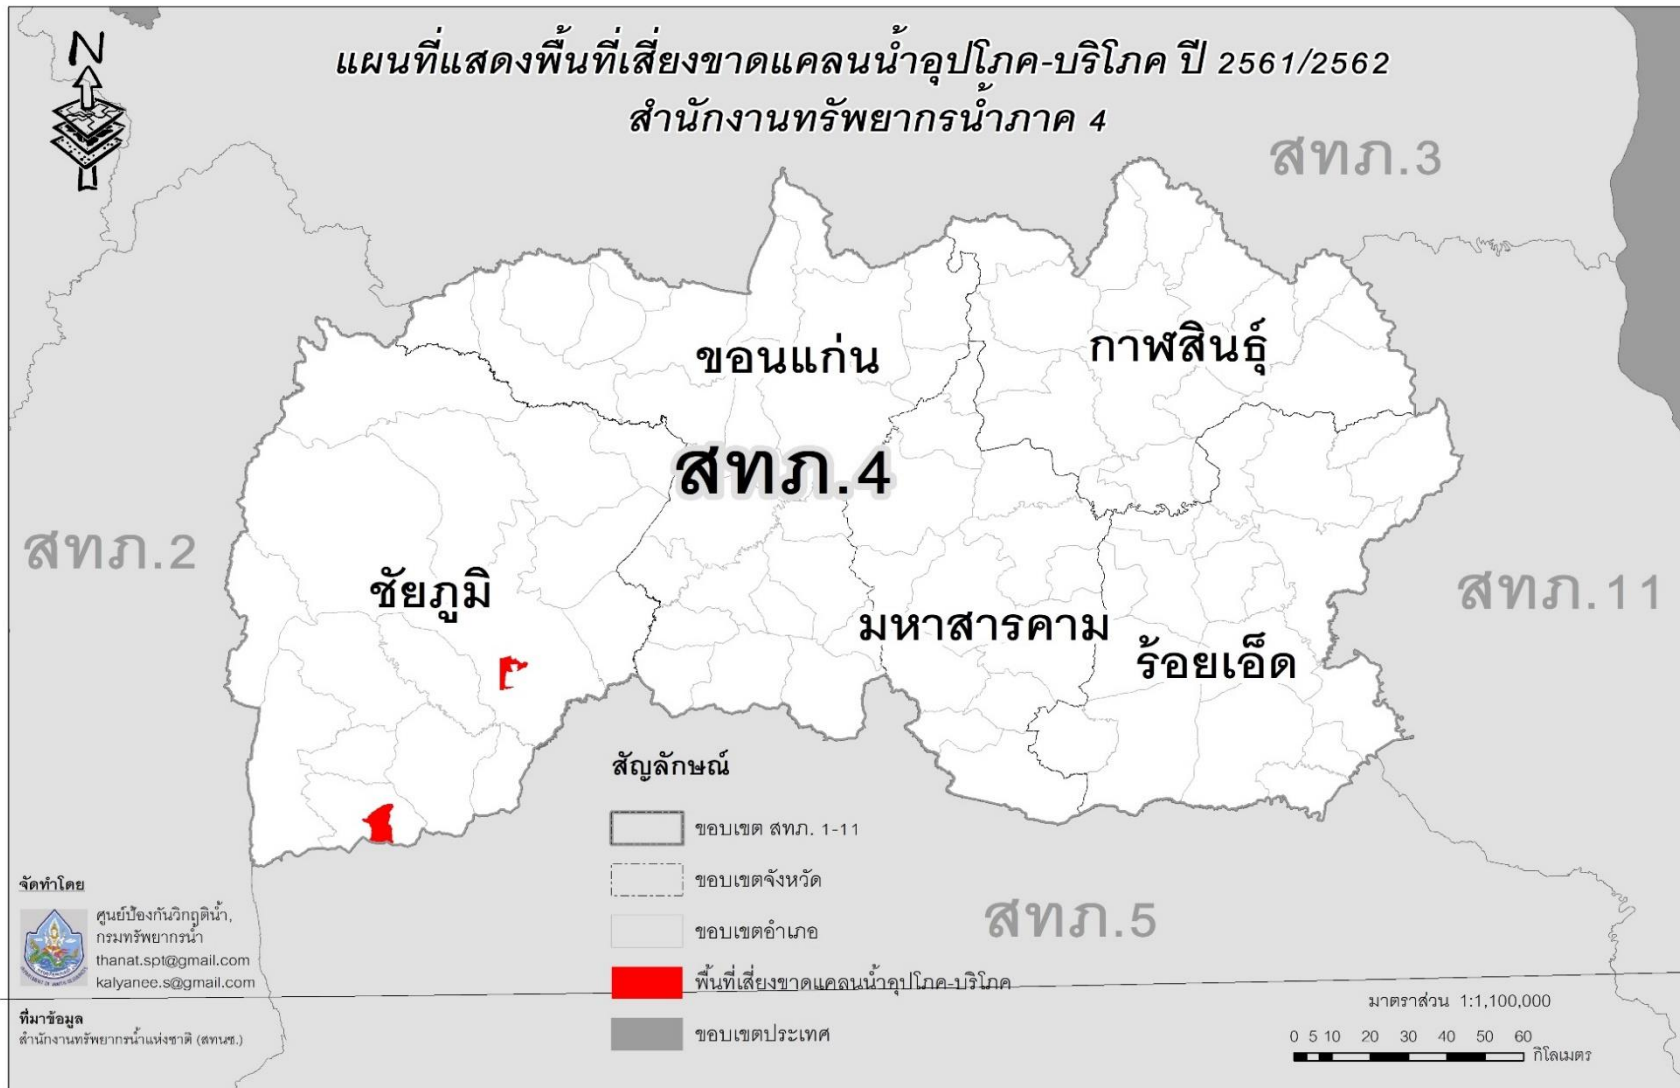 N
แผนที่แสดงพื้นที่เสี่ยงขาดแคลนน้ำอุปโภค-บริโภค ปี 2561/2562
สำนักงานทรัพยากรน้ำภาค 4
สทภ.3
ขอนแก่น
กาฬสินธุ์
สทภ.4
สทภ.2
ชัยภูมิ
สทภ.11
มหาสารคาม
ร้อยเอ็ด
สทภ.5
สัญลักษณ์
ขอบเขต สทภ. 1-11
ขอบเขตจังหวัด
ขอบเขตอำเภอ
พื้นที่เสี่ยงขาดแคลนน้ำอุปโภค-บริโภค
ขอบเขตประเทศ
จัดทำโดย
ศูนย์ป้องกันวิกฤติน้ำ,
กรมทรัพยากรน้ำ
thanat.spt@gmail.com
kalyanee.s@gmail.com
ที่มาข้อมูล
สำนักงานทรัพยากรน้ำแห่งชาติ (สทนช.)
มาตราส่วน 1:1,100,000
0 5 10 20 30 40 50 60
กิโลเมตร